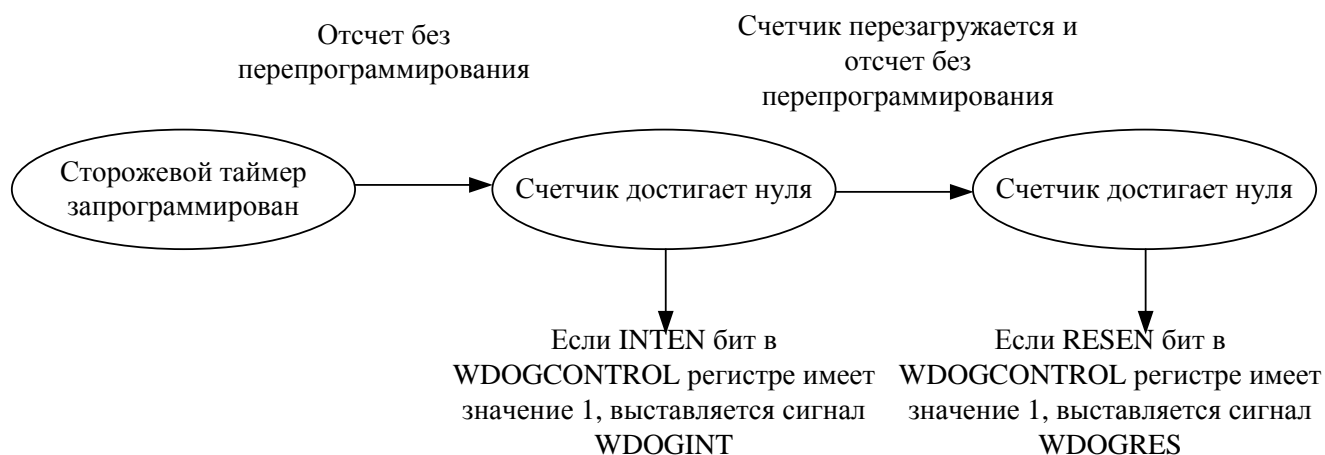 Отсчет без
перепрограммирования
Счетчик перезагружается и
отсчет без
перепрограммирования
Сторожевой таймер
запрограммирован
Счетчик достигает нуля
Счетчик достигает нуля
Если INTEN бит в
WDOGCONTROL регистре имеет
значение 1, выставляется сигнал
WDOGINT
Если RESEN бит в
WDOGCONTROL регистре имеет
значение 1, выставляется сигнал
WDOGRES